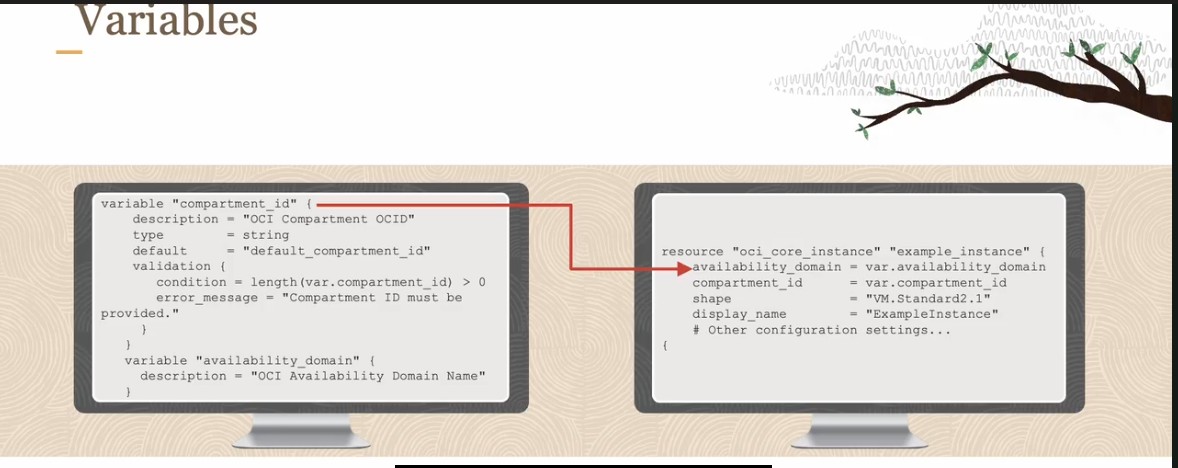 Variables
variable "compartment_id" {
description = "OCI Compartment OCID"
type = string
default = "default_compartment_id"
validation {
condition = length(var.compartment_id) > 0
error_message = "Compartment ID must be
provided."
}
}
variable "availability_domain" {
description = "OCI Availability Domain Name"
}
resource "oci_core_instance" "example_instance" {
availability_domain = var.availability_domain
compartment_id = var.compartment_id
shape = "VM.Standard2.1"
display_name = "ExampleInstance"
# Other configuration settings...
{